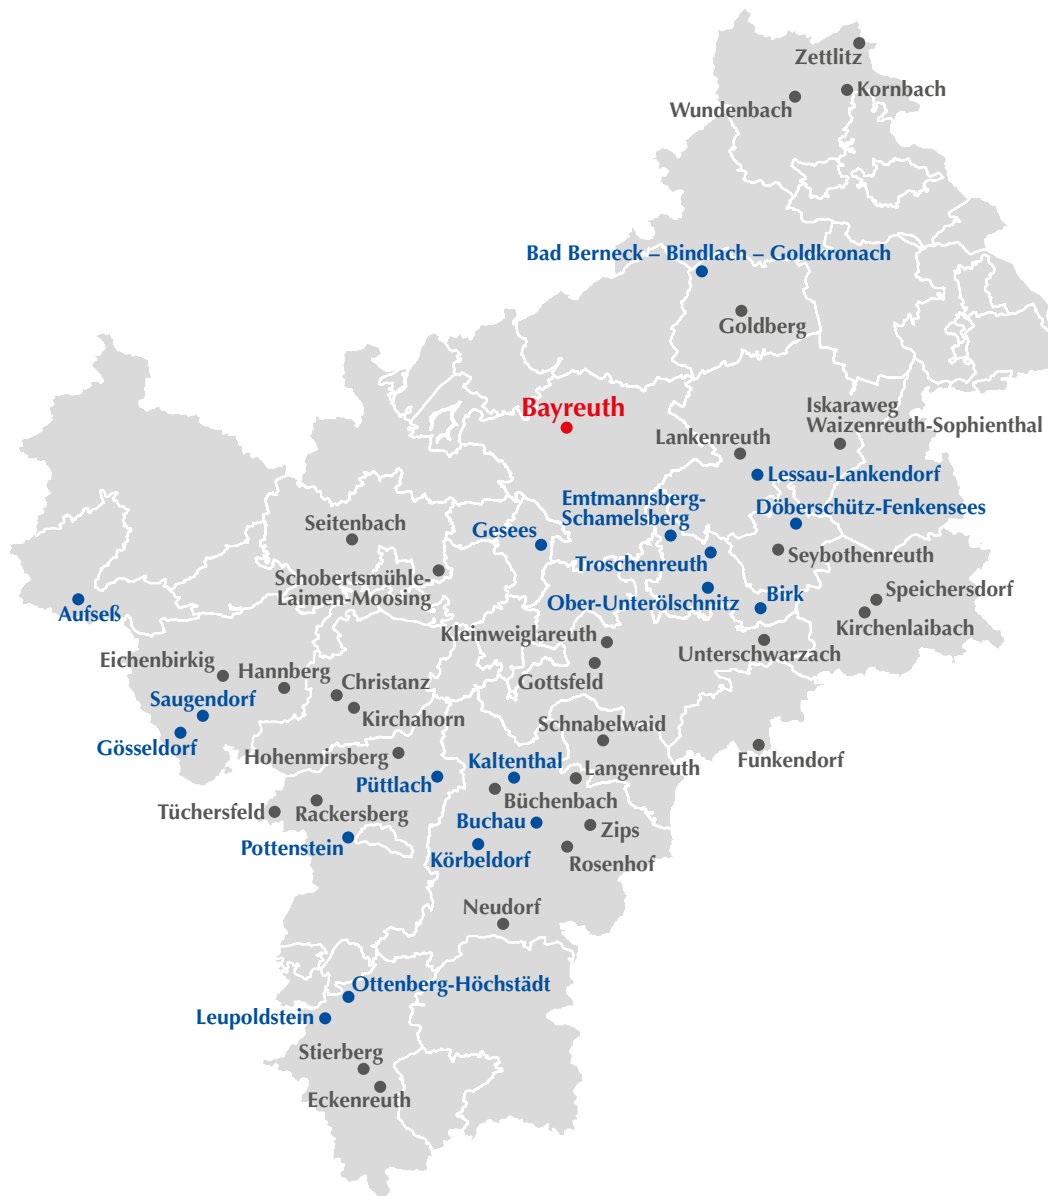 Zettlitz
Kornbach
Wundenbach
Bad Berneck – Bindlach – Goldkronach
Goldberg
Bayreuth
Iskaraweg
Waizenreuth-Sophienthal
Lankenreuth
Lessau-Lankendorf
Emtmannsberg-
Schamelsberg
Döberschütz-Fenkensees
Seitenbach
Gesees
Troschenreuth
Seybothenreuth
Schobertsmühle-
Laimen-Moosing
Speichersdorf
Ober-Unterölschnitz
Birk
Aufseß
Kirchenlaibach
Kleinweiglareuth
Unterschwarzach
Eichenbirkig
Hannberg
Gottsfeld
Christanz
Saugendorf
Kirchahorn
Schnabelwaid
Gösseldorf
Hohenmirsberg
Kaltenthal
Funkendorf
Langenreuth
Püttlach
Büchenbach
Tüchersfeld
Rackersberg
Buchau
Zips
Pottenstein
Körbeldorf
Rosenhof
Neudorf
Ottenberg-Höchstädt
Leupoldstein
Stierberg
Eckenreuth